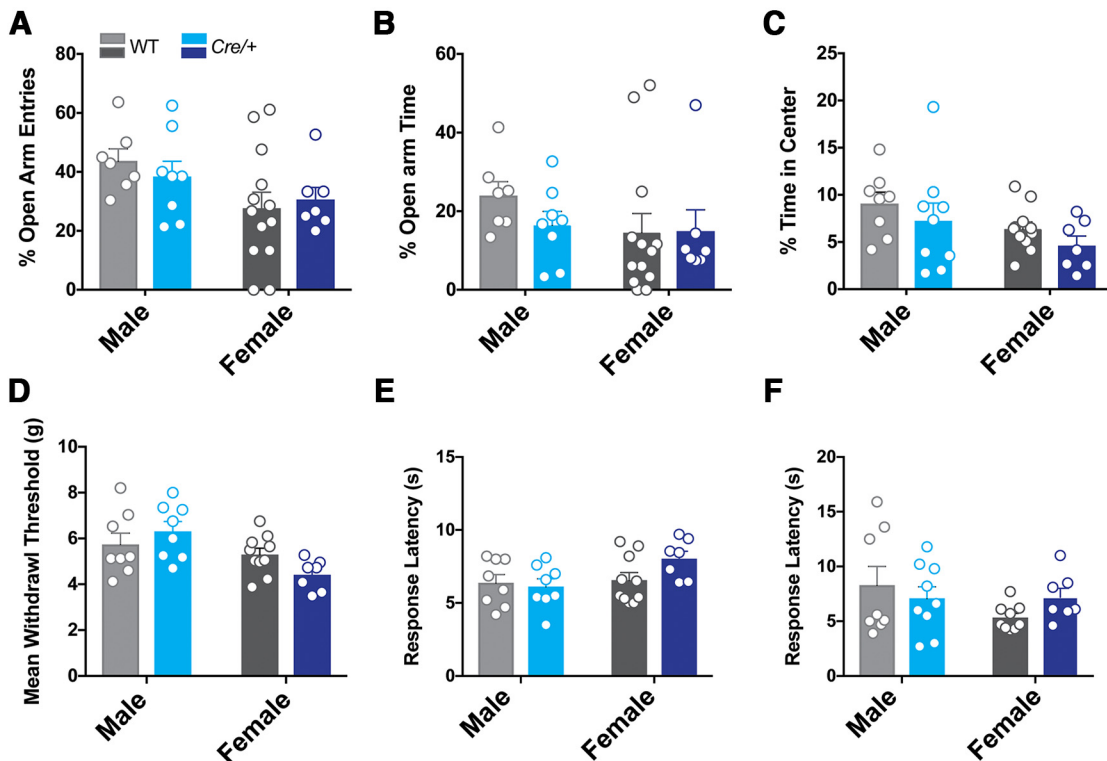 A
WT
Cre/+
% Open Arm Entries
80
60
40
20
0
Male
Female
B
% Open arm Time
60
40
20
0
Male
Female
C
% Time in Center
25
20
15
10
5
0
Male
Female
D
Mean Withdrawl Threshold (g)
10
8
6
4
2
0
Male
Female
E
Response Latency (s)
15
10
5
0
Male
Female
F
Response Latency (s)
20
15
10
5
0
Male
Female